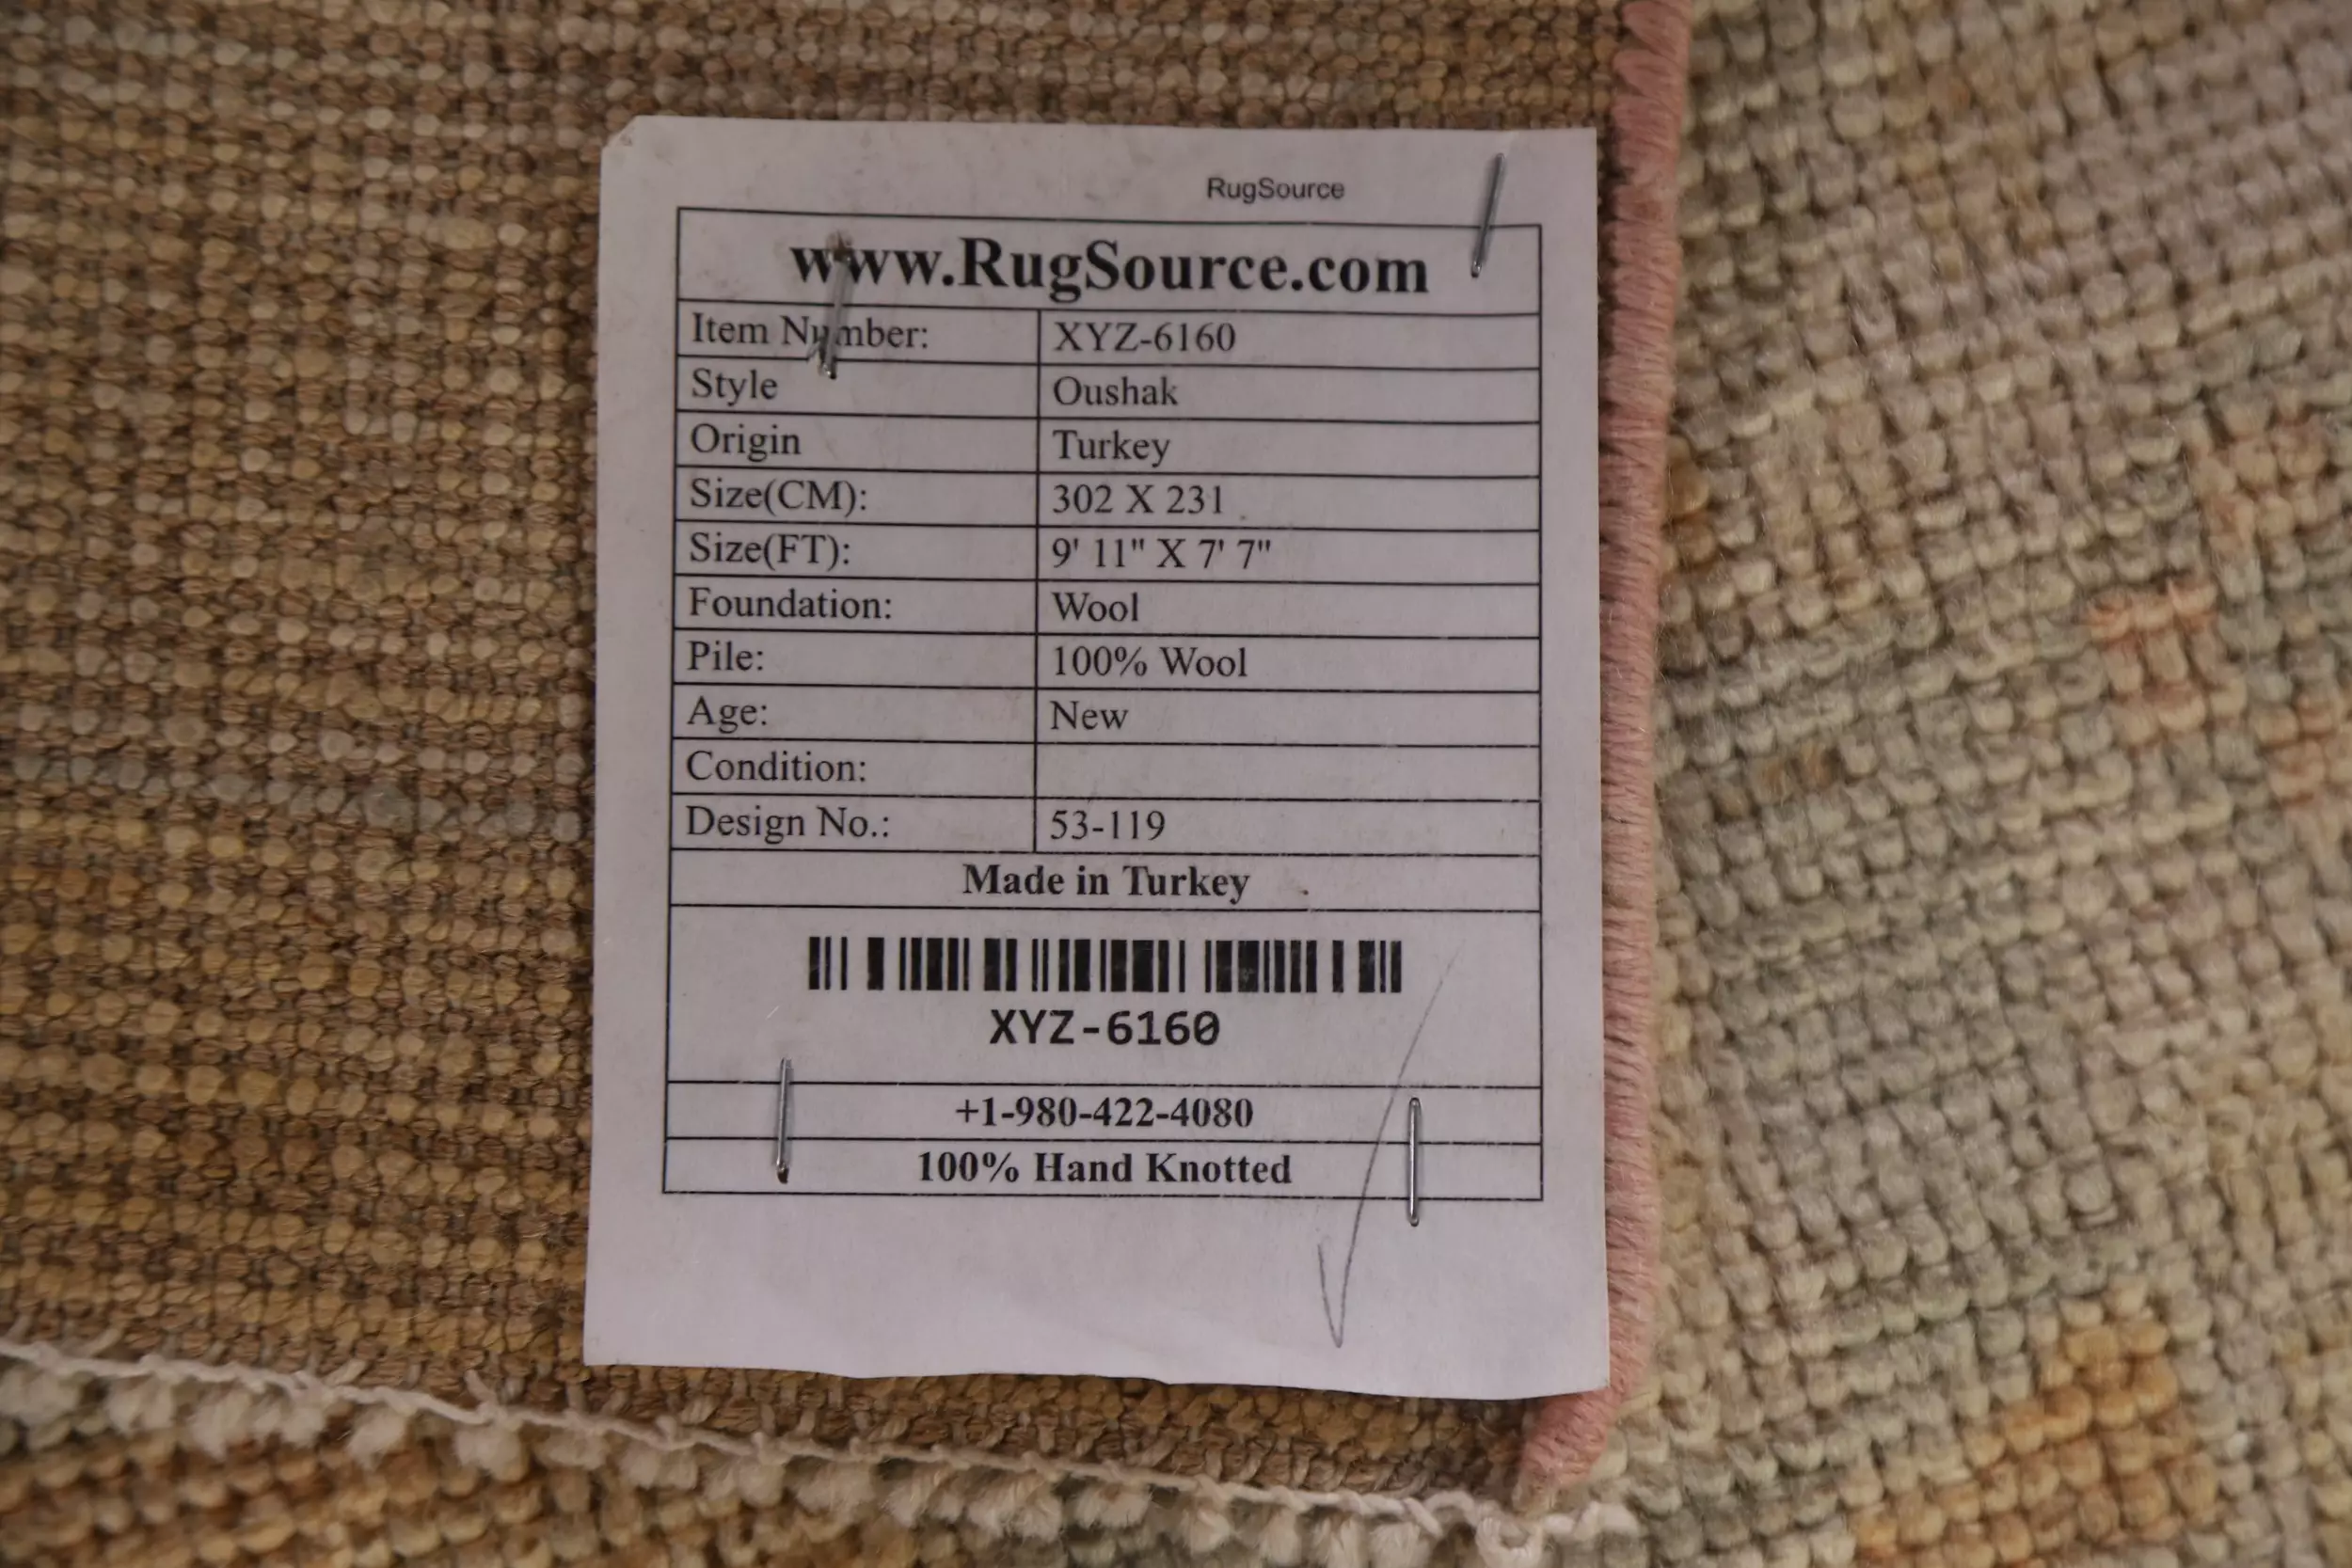 RugSource
www.RugSource.com
Item Number: XYZ-6160
Style Oushak
Origin Turkey
Size(CM): 302 X 231
Size(FT): 9' 11" X 7' 7"
Foundation: Wool
Pile: 100% Wool
Age: New
Condition:
Design No.: 53-119
Made in Turkey
XYZ-6160
+1-980-422-4080
100% Hand Knotted